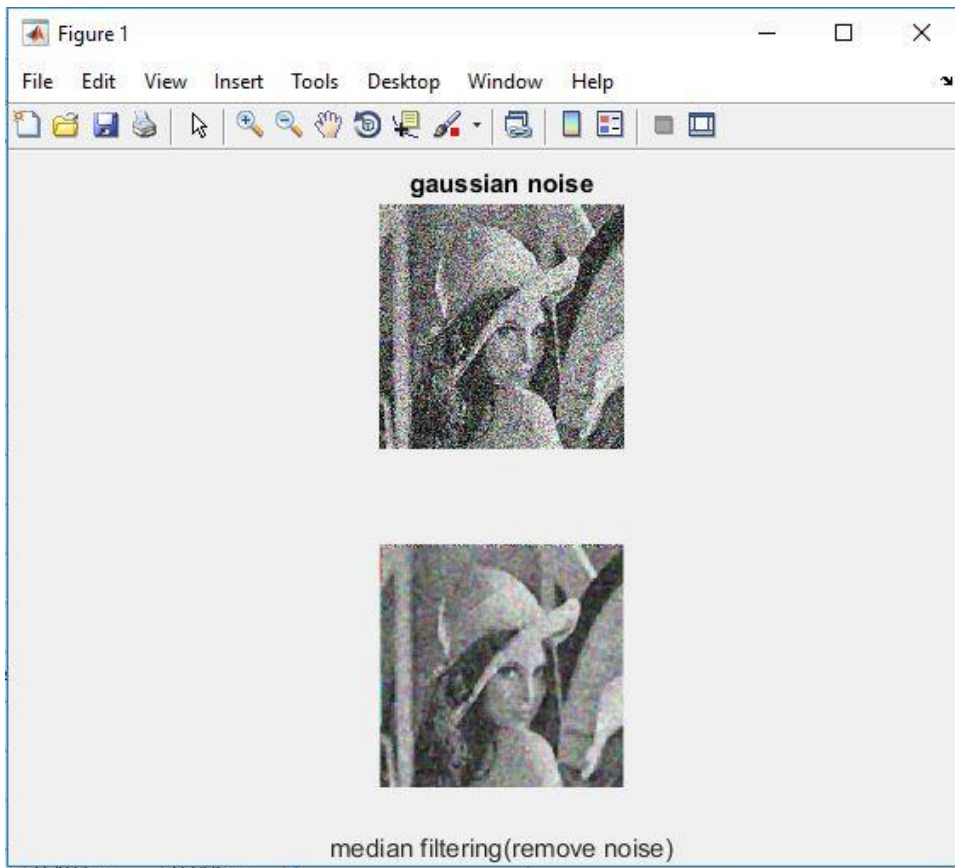 Figure 1
File Edit View Insert Tools Desktop Window Help
gaussian noise
median filtering(remove noise)